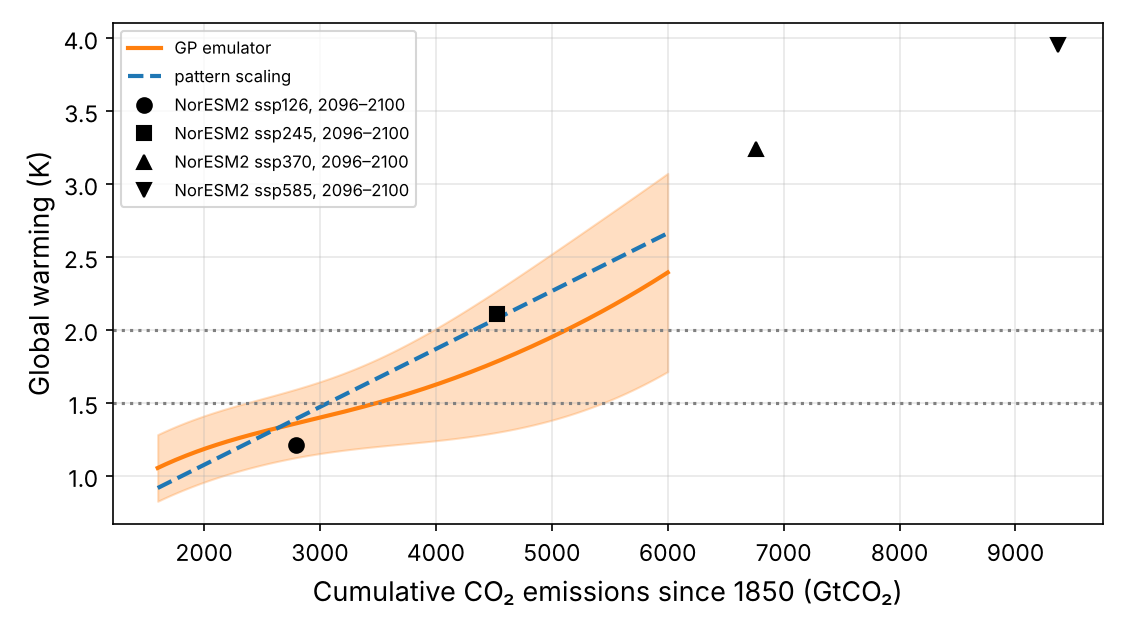 GP emulator
pattern scaling
NorESM2 ssp126, 2096–2100
NorESM2 ssp245, 2096–2100
NorESM2 ssp370, 2096–2100
NorESM2 ssp585, 2096–2100
4.0
3.5
3.0
2.5
2.0
1.5
1.0
Global warming (K)
2000 3000 4000 5000 6000 7000 8000 9000
Cumulative CO₂ emissions since 1850 (GtCO₂)